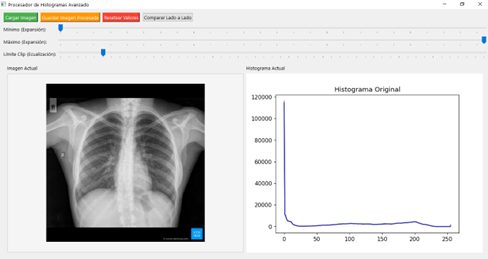 Procesador de Histogramas Avanzado
Cargar Imagen Guardar Imagen Procesada Resetear Valores Comparar Lado a Lado
Mínimo (Expansión):
Máximo (Expansión):
Límite Clip (Ecualización):
Imagen Actual
Histograma Actual
Histograma Original
120000
100000
80000
60000
40000
20000
0
0 50 100 150 200 250